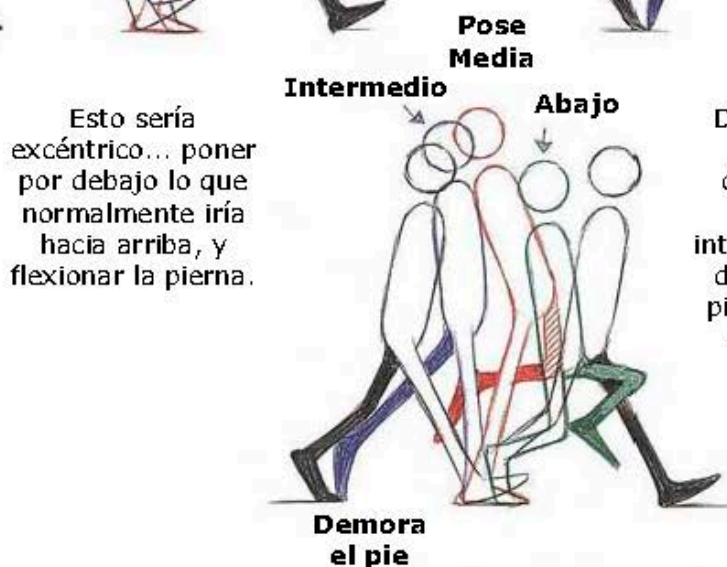 Pose
Media
Intermedio
Abajo
Esto sería
excéntrico... poner
por debajo lo que
normalmente iría
hacia arriba, y
flexionar la pierna.
Demora
el pie